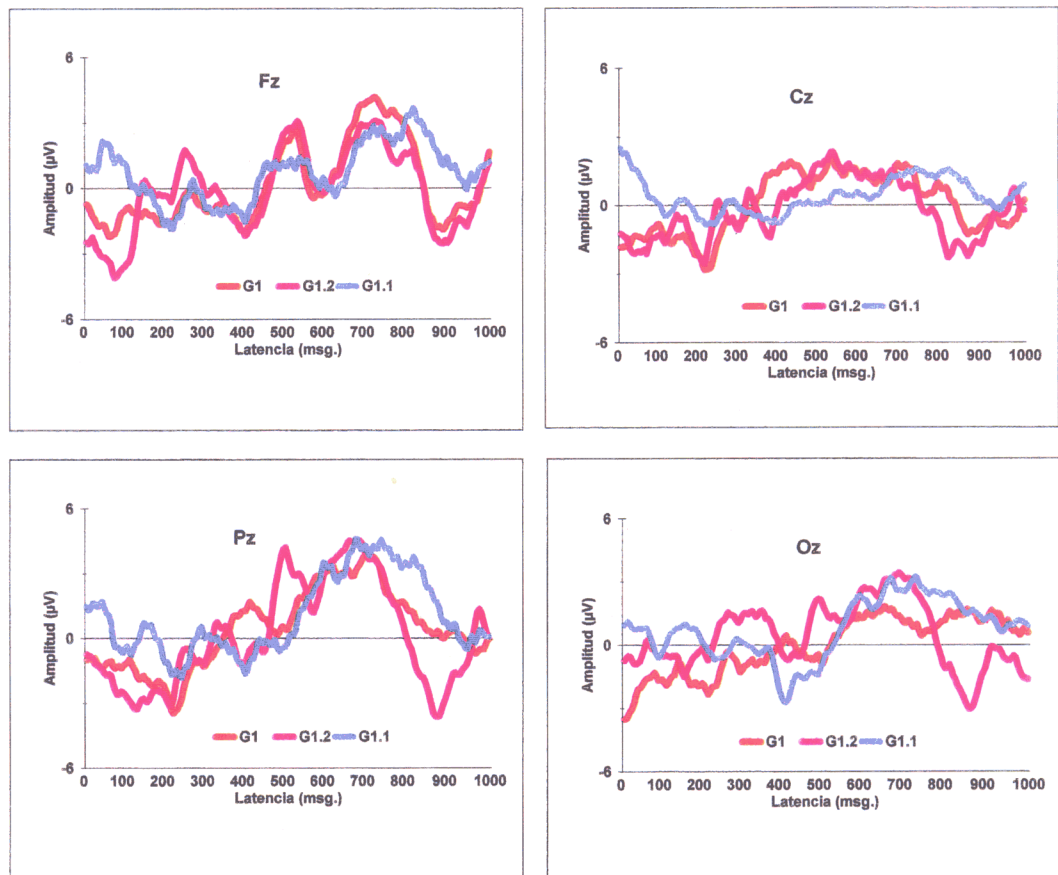 Fz
Amplitud (µV)
6
0
-6
G1 G1.2 G1.1
0 100 200 300 400 500 600 700 800 1000
Latencia (msg.)
Cz
Amplitud (µV)
6
0
-6
G1 G1.2 G1.1
0 100 200 300 400 500 600 700 800 900 1000
Latencia (msg.)
Pz
Amplitud (µV)
6
0
-6
G1 G1.2 G1.1
0 100 200 300 400 500 600 700 800 900 1000
Latencia (msg.)
Oz
Amplitud (µV)
6
0
-6
G1 G1.2 G1.1
0 100 200 300 400 500 600 700 800 900 1000
Latencia (msg.)